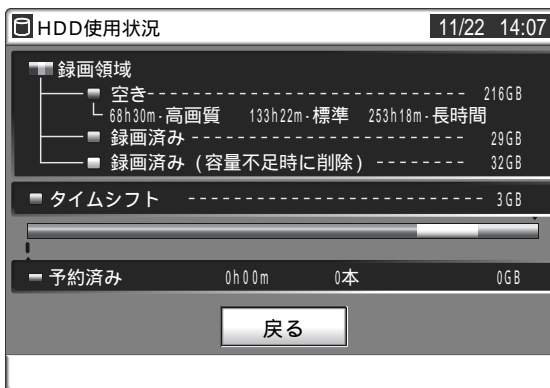 HDD使用状況 11/22 14:07
録画領域
空き 216GB
68h30m-高画質 133h22m-標準 253h18m-長時間
録画済み 29GB
録画済み (容量不足時に削除) 32GB
タイムシフト 3GB
予約済み 0h00m 0本 0GB
戻る